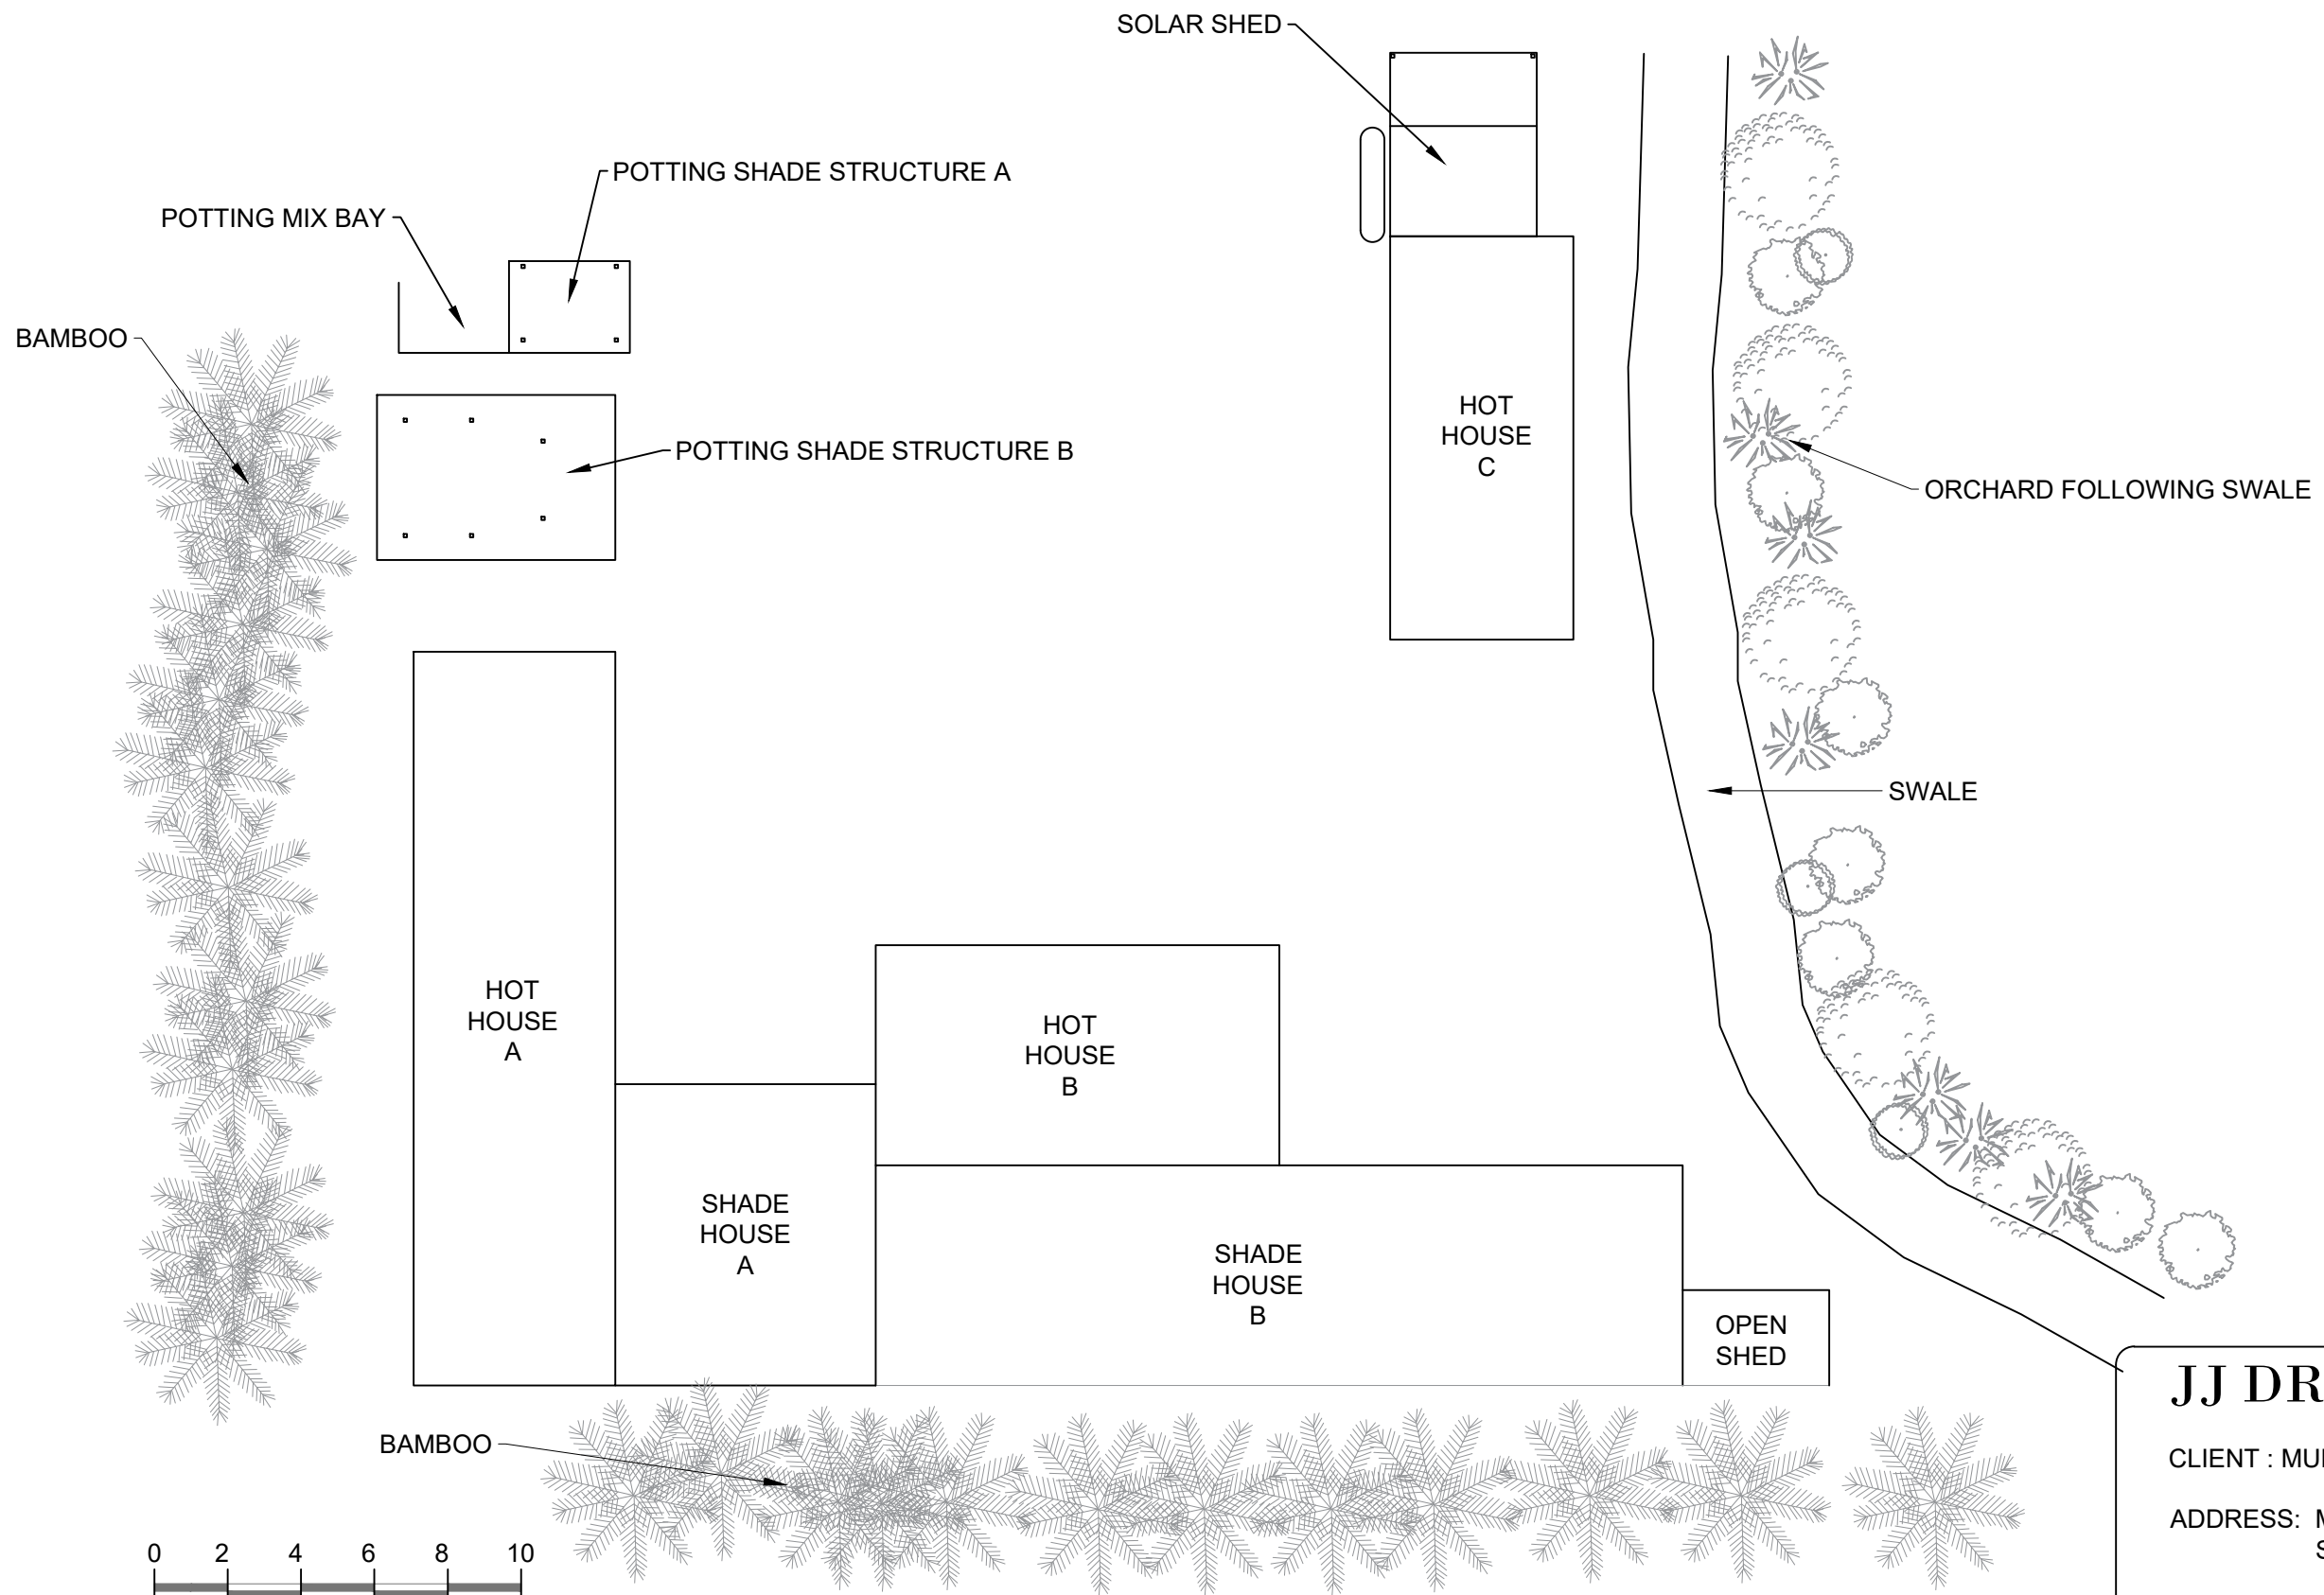 SOLAR SHED
POTTING SHADE STRUCTURE A
POTTING MIX BAY
BAMBOO
HOT
HOUSE
C
POTTING SHADE STRUCTURE B
ORCHARD FOLLOWING SWALE
SWALE
HOT
HOUSE
A
HOT
HOUSE
B
SHADE
HOUSE
A
SHADE
HOUSE
B
OPEN
SHED
JJ DR
CLIENT :
BAMBOO
ADDRESS:
0 2 4 6 8 10